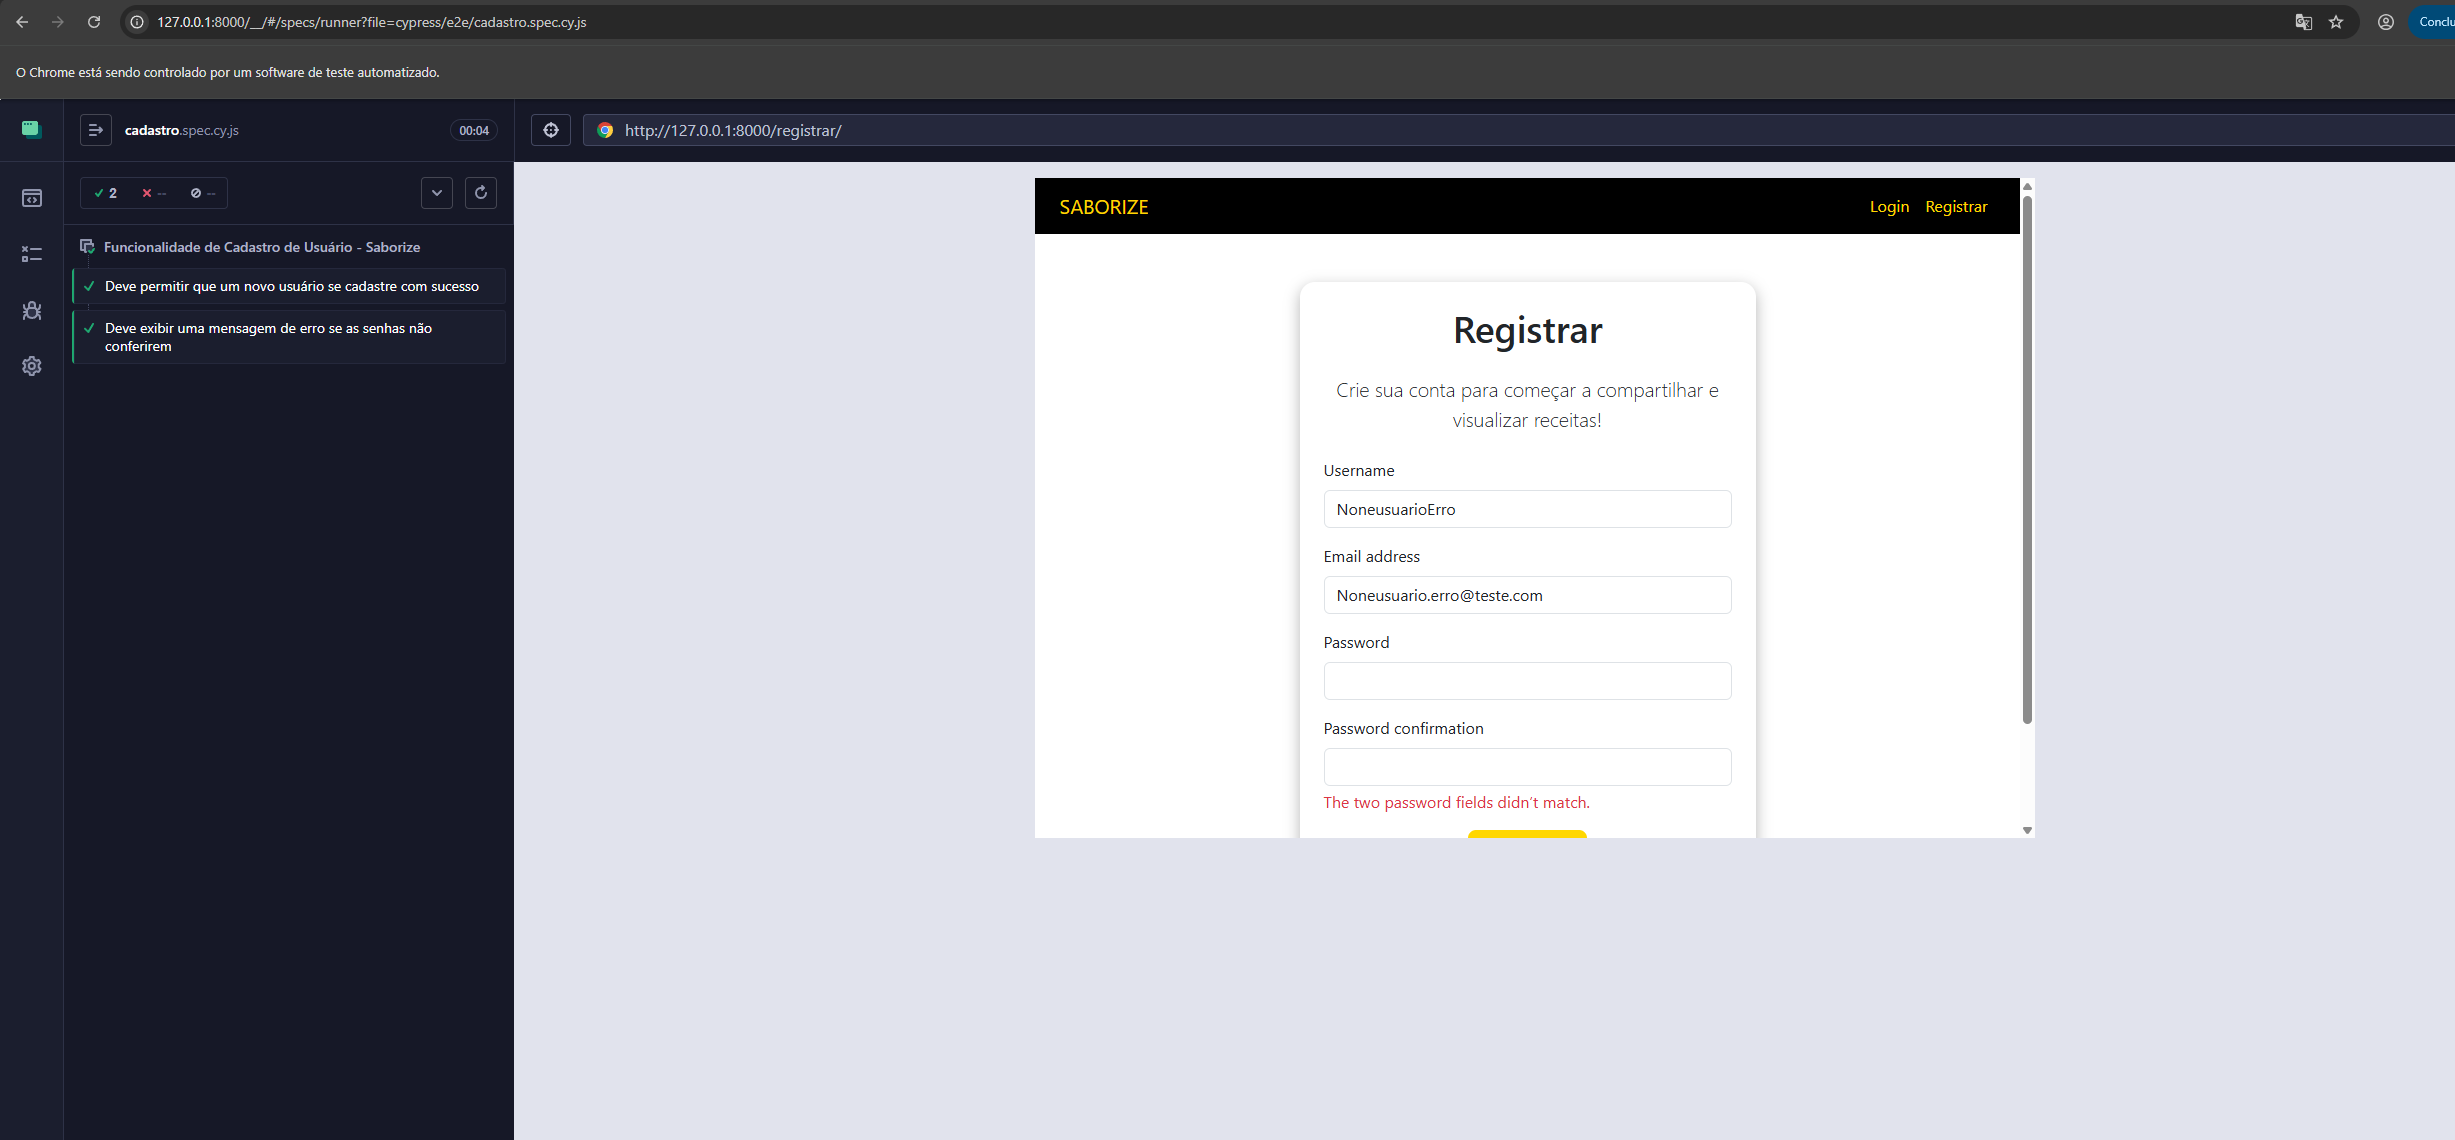 127.0.0.1:8000/__/#/specs/runner?file=cypress/e2e/cadastro.spec.cy.js
Conclu
O Chrome está sendo controlado por um software de teste automatizado.
cadastro.spec.cy.js
00:04
http://127.0.0.1:8000/registrar/
2 -- --
Funcionalidade de Cadastro de Usuário - Saborize
Deve permitir que um novo usuário se cadastre com sucesso
Deve exibir uma mensagem de erro se as senhas não
conferirem
SABORIZE
Login Registrar
Registrar
Crie sua conta para começar a compartilhar e
visualizar receitas!
Username
NoneusuarioErro
Email address
Noneusuario.erro@teste.com
Password
Password confirmation
The two password fields didn’t match.